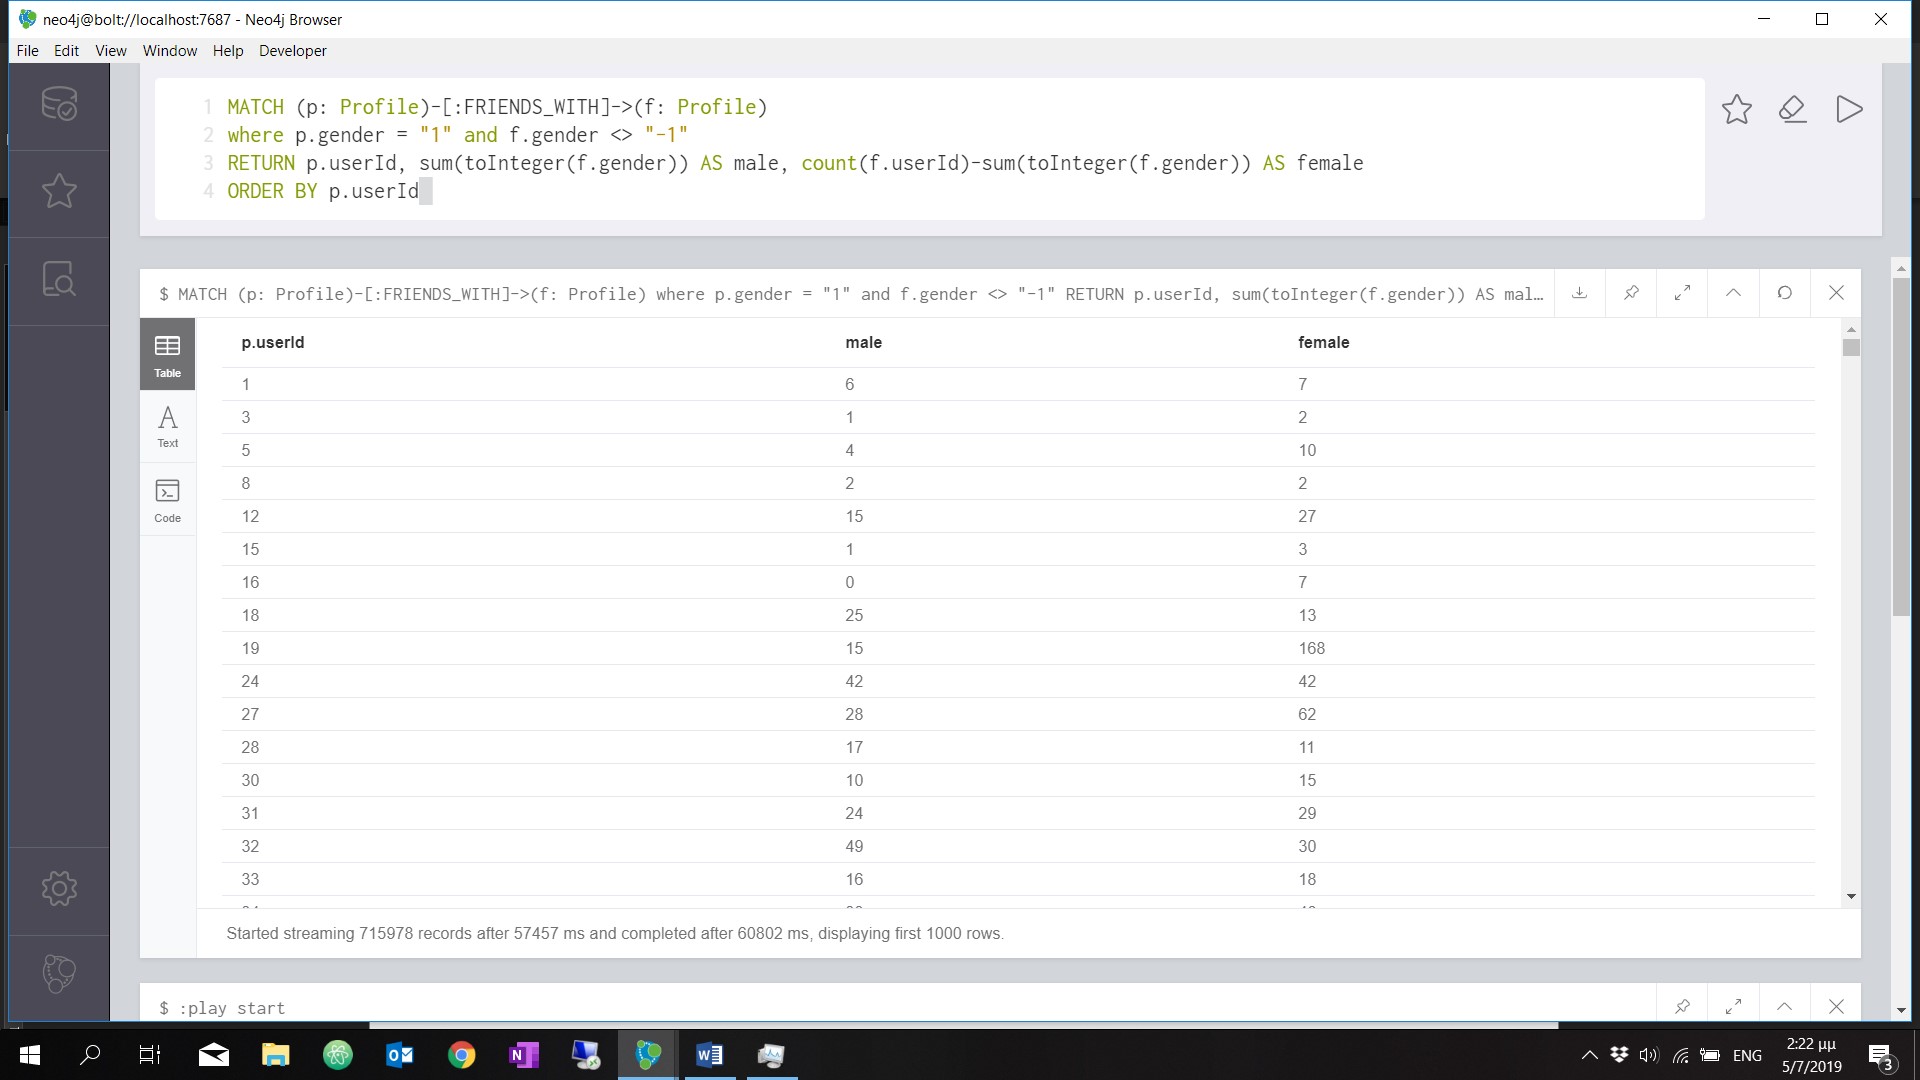 neo4j@bolt://localhost:7687 - Neo4j Browser
File Edit View Window Help Developer
1 MATCH (p: Profile)-[:FRIENDS_WITH]->(f: Profile)
2 where p.gender = "1" and f.gender <> "-1"
3 RETURN p.userId, sum(toInteger(f.gender)) AS male, count(f.userId)-sum(toInteger(f.gender)) AS female
4 ORDER BY p.userId
$ MATCH (p: Profile)-[:FRIENDS_WITH]->(f: Profile) where p.gender = "1" and f.gender <> "-1" RETURN p.userId, sum(toInteger(f.gender)) AS mal…
Table
Text
Code
p.userId male female
1 6 7
3 1 2
5 4 10
8 2 2
12 15 27
15 1 3
16 0 7
18 25 13
19 15 168
24 42 42
27 28 62
28 17 11
30 10 15
31 24 29
32 49 30
33 16 18
Started streaming 715978 records after 57457 ms and completed after 60802 ms, displaying first 1000 rows.
$ :play start
ENG
2:22 μμ
5/7/2019
3